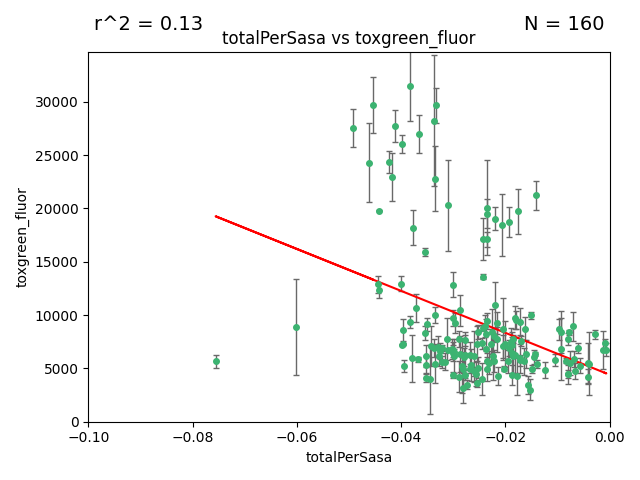 r^2 = 0.13
N = 160
totalPerSasa vs toxgreen_fluor
30000
25000
20000
15000
10000
5000
0
toxgreen_fluor
−0.10
−0.08
−0.06
−0.04
−0.02
0.00
totalPerSasa